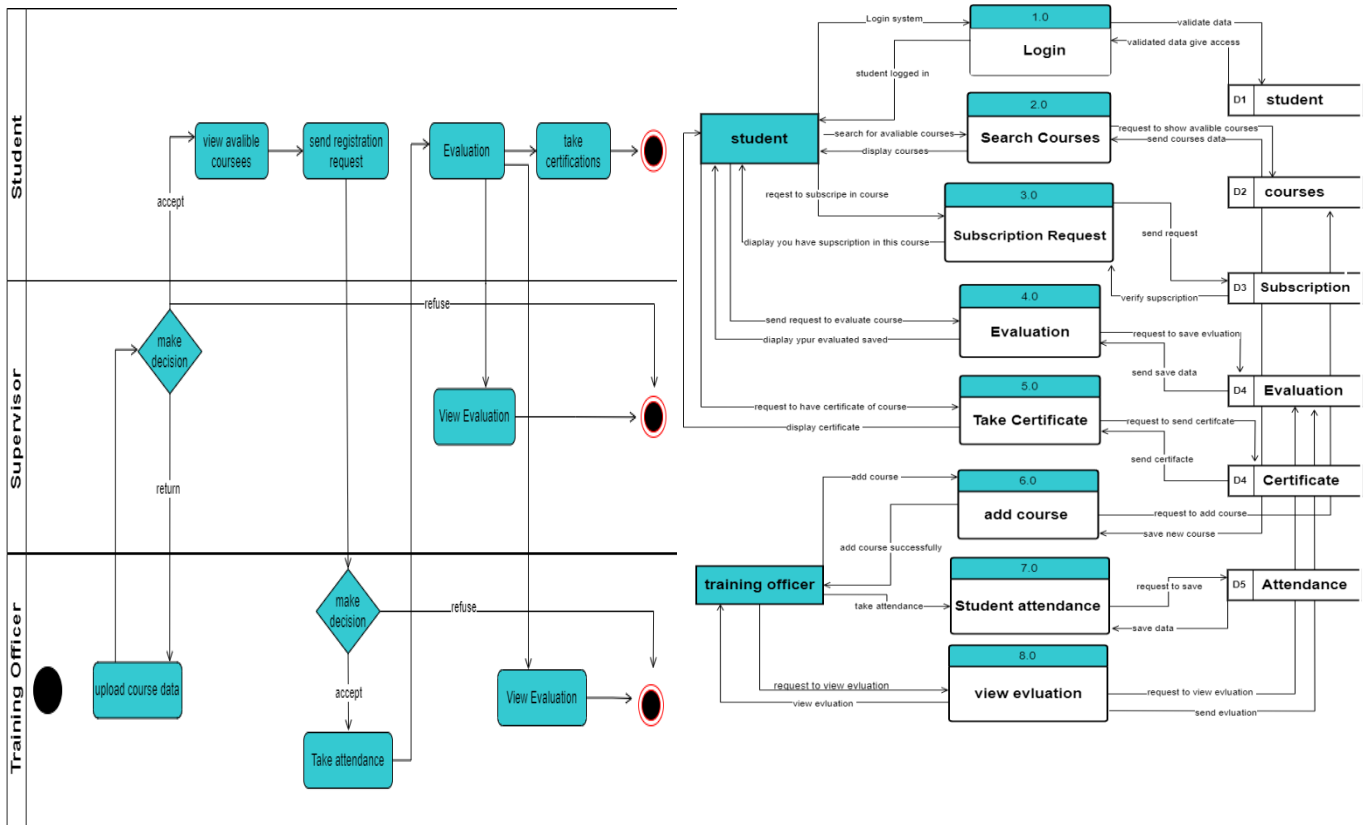 Student
view avalible
coursees
send registration
request
Evaluation
take
certifications
accept
Supervisor
refuse
make
decision
View Evaluation
return
Training Officer
make
decision
refuse
upload course data
accept
View Evaluation
Take attendance
Login system
1.0
Login
validate data
validated data give access
student logged in
D1 student
student
search for avaliable courses
display courses
2.0
Search Courses
request to show avalible courses
send courses data
D2 courses
reqest to subscripe in course
3.0
Subscription Request
diaplay you have supscription in this course
send request
verify supscription
D3 Subscription
4.0
Evaluation
send request to evaluate course
diaplay ypur evaluated saved
request to save evluation
send save data
D4 Evaluation
5.0
Take Certificate
request to have certificate of course
display certificate
request to send certifcate
send certifacte
D4 Certificate
add course
6.0
add course
request to add course
save new course
add course successfully
training officer
take attendance
7.0
Student attendance
request to save
save data
D5 Attendance
8.0
view evluation
request to view evluation
view evluation
request to view evluation
send evluation